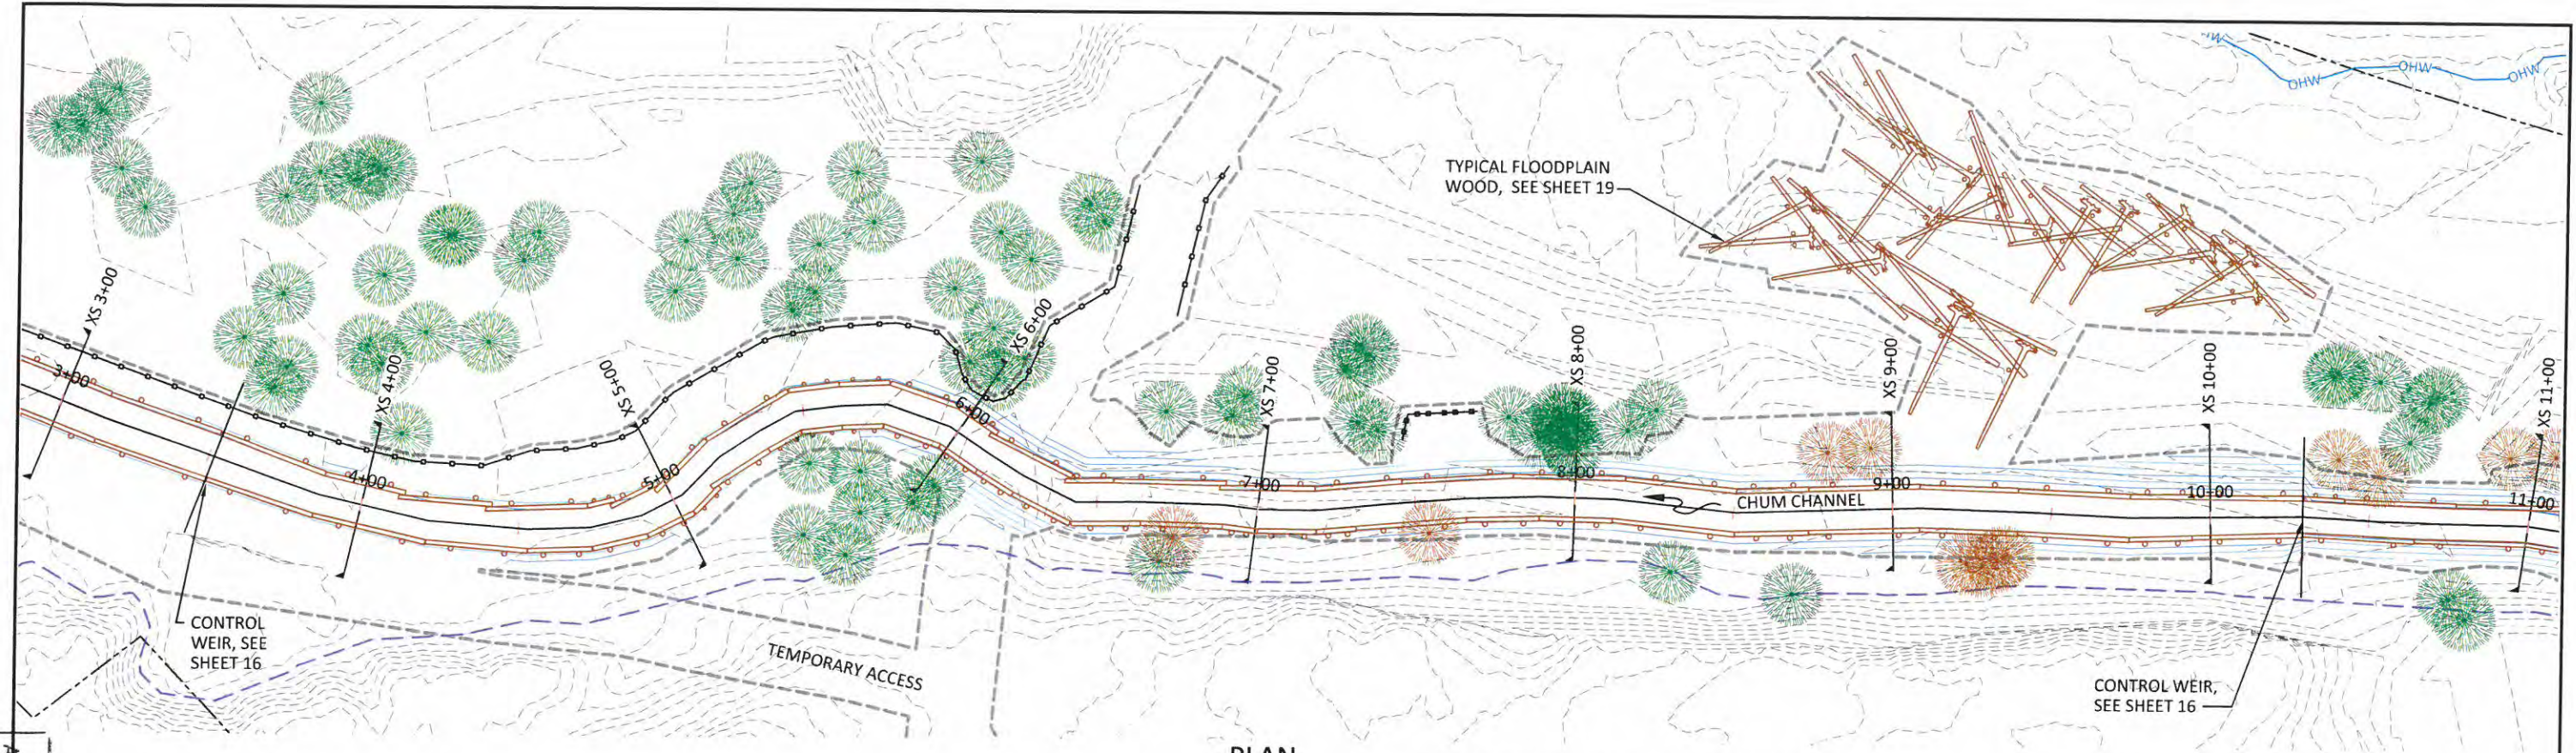 OHW
OHW
OHW
TYPICAL FLOODPLAIN
WOOD, SEE SHEET 19
XS 3+00
XS 4+00
XS 5+00
XS 6+00
XS 7+00
XS 8+00
XS 9+00
XS 10+00
XS 11+00
3+00
4+00
5+00
6+00
7+00
8+00
9+00
10+00
11+00
CHUM CHANNEL
CONTROL
WEIR, SEE
SHEET 16
TEMPORARY ACCESS
CONTROL WEIR,
SEE SHEET 16
PLAN